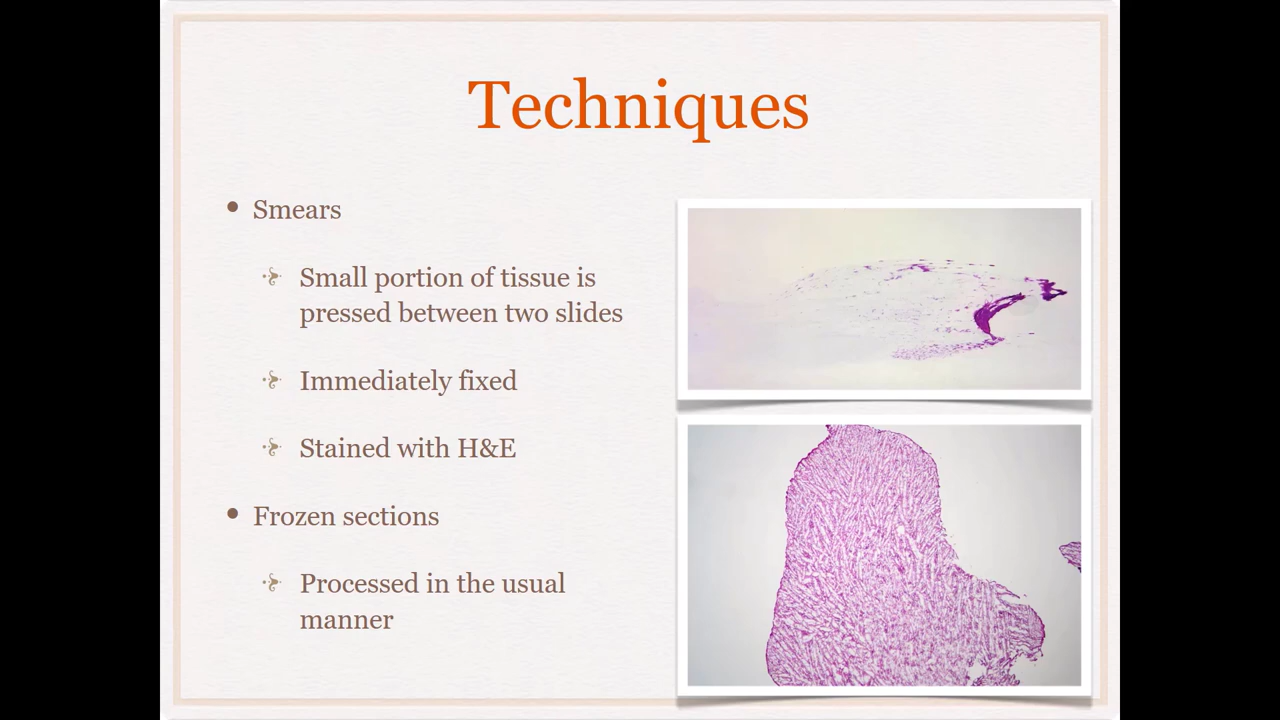 Techniques
Smears
Small portion of tissue is
pressed between two slides
Immediately fixed
Stained with H&E
Frozen sections
Processed in the usual
manner